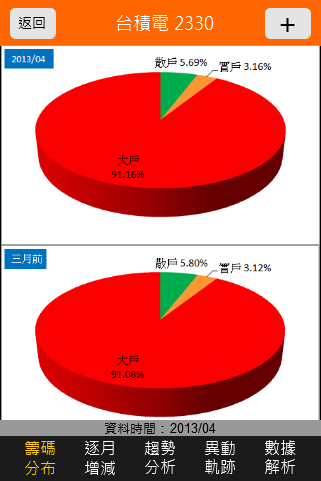 返回
台積電 2330
+
2013/04
散戶 5.69%
實戶 3.16%
大戶
91.16%
三月前
散戶 5.80%
實戶 3.12%
大戶
91.08%
資料時間：2013/04
籌碼 逐月 趨勢 異動 數據
分布 增減 分析 軌跡 解析